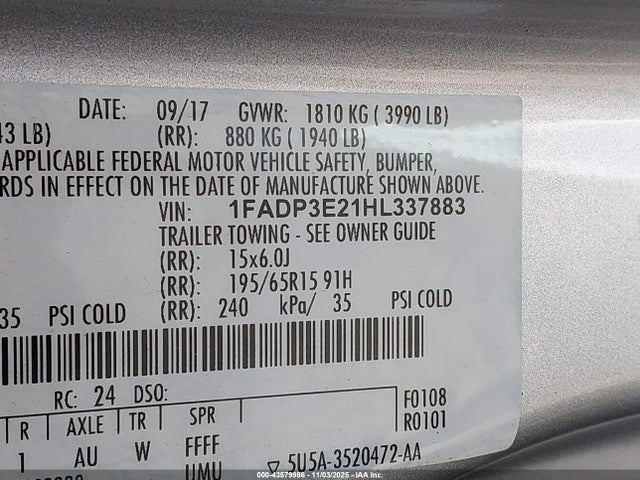 DATE: 09/17 GVWR: 1810 KG ( 3990 LB)
43 LB) (RR): 880 KG ( 1940 LB)
APPLICABLE FEDERAL MOTOR VEHICLE SAFETY, BUMPER,
RDS IN EFFECT ON THE DATE OF MANUFACTURE SHOWN ABOVE.
VIN: 1FADP3E21HL337883
TRAILER TOWING - SEE OWNER GUIDE
(RR): 15x6.0J
(RR): 195/65R15 91H
35 PSI COLD (RR): 240 kPa/ 35 PSI COLD
RC: 24 DSO:
R AXLE TR SPR F0108
R0101
1 AU W FFFF
UMU ▽ 5U5A-3520472-AA
000-43579986 - 11/03/2025 - IAA